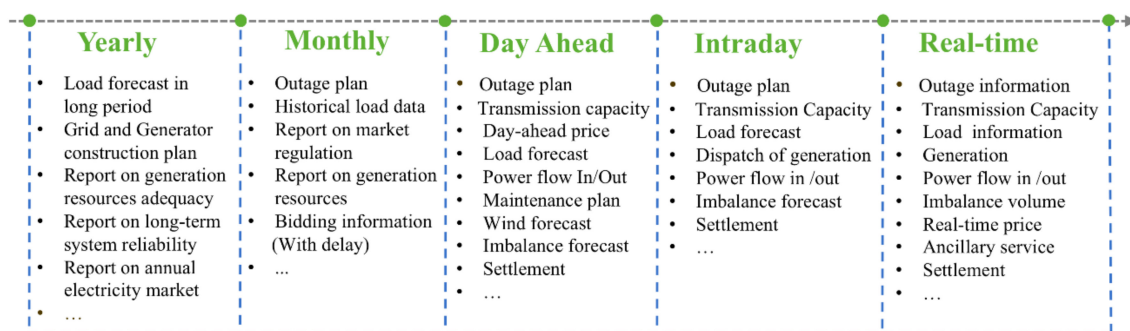 Yearly
• Load forecast in
long period
• Grid and Generator
construction plan
• Report on generation
resources adequacy
• Report on long-term
system reliability
• Report on annual
electricity market
• …
Monthly
• Outage plan
• Historical load data
• Report on market
regulation
• Report on generation
resources
• Bidding information
(With delay)
• ...
Day Ahead
• Outage plan
• Transmission capacity
• Day-ahead price
• Load forecast
• Power flow In/Out
• Maintenance plan
• Wind forecast
• Imbalance forecast
• Settlement
• …
Intraday
• Outage plan
• Transmission Capacity
• Load forecast
• Dispatch of generation
• Power flow in /out
• Imbalance forecast
• Settlement
• …
Real-time
• Outage information
• Transmission Capacity
• Load information
• Generation
• Power flow in /out
• Imbalance volume
• Real-time price
• Ancillary service
• Settlement
• …